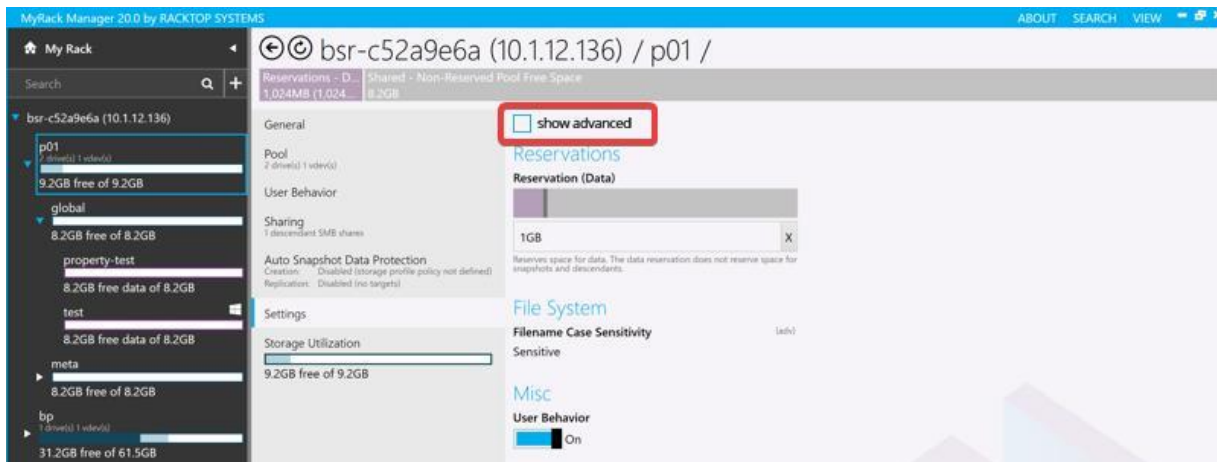 MyRack Manager 20.0 by RACKTOP SYSTEMS
ABOUT SEARCH VIEW
My Rack
Search
bsr-c52a9e6a (10.1.12.136)
p01
2 drive(s) 1 vdev(s)
9.2GB free of 9.2GB
global
8.2GB free of 8.2GB
property-test
8.2GB free data of 8.2GB
test
8.2GB free data of 8.2GB
meta
8.2GB free of 8.2GB
bp
1 drive(s) 1 vdev(s)
31.2GB free of 61.5GB
bsr-c52a9e6a (10.1.12.136) / p01 /
Reservations - D...
1,024MB (1,024...
Shared - Non-Reserved Pool Free Space
8.2GB
General
Pool
2 drive(s) 1 vdev(s)
User Behavior
Sharing
1 descendant SMB shares
Auto Snapshot Data Protection
Creation: Disabled (storage profile policy not defined)
Replication: Disabled (no targets)
Settings
Storage Utilization
9.2GB free of 9.2GB
show advanced
Reservations
Reservation (Data)
1GB X
Reserves space for data. The data reservation does not reserve space for
snapshots and descendants.
File System
Filename Case Sensitivity (adv)
Sensitive
Misc
User Behavior
On